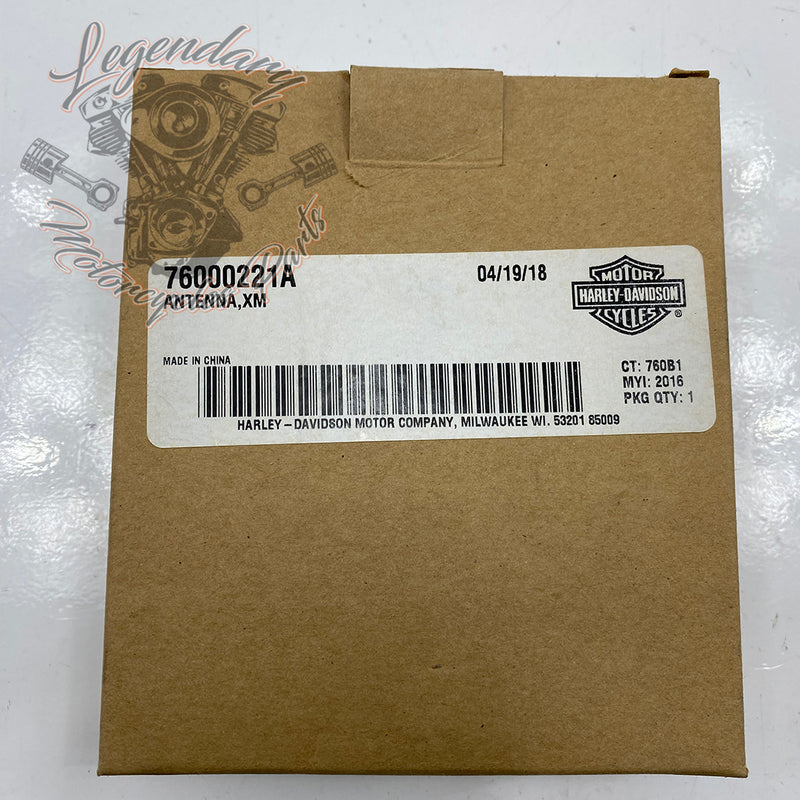 Legendary
Motorcycle Parts
76000221A
04/19/18
ANTENNA,XM
MOTOR
HARLEY-DAVIDSON
CYCLES
®
MADE IN CHINA
CT: 760B1
MYI: 2016
PKG QTY: 1
HARLEY-DAVIDSON MOTOR COMPANY, MILWAUKEE WI. 53201 85009